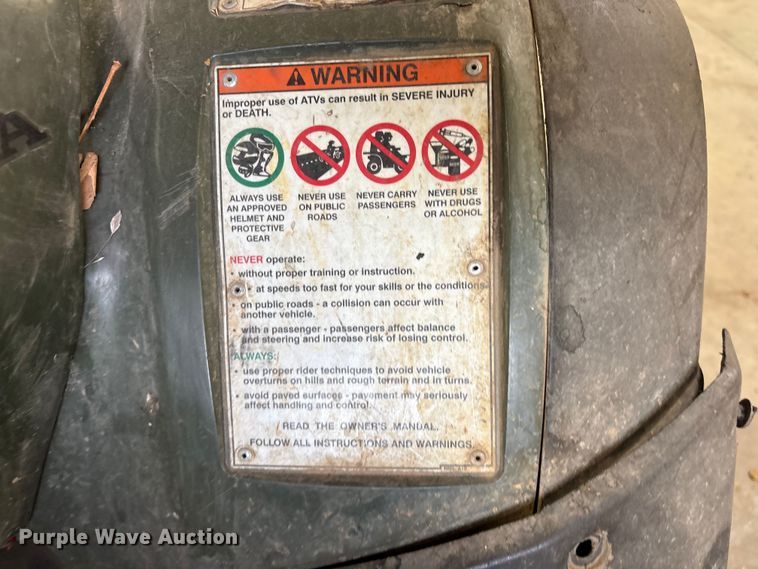 WARNING
Improper use of ATVs can result in SEVERE INJURY
or DEATH.
ALWAYS USE
AN APPROVED
HELMET AND
PROTECTIVE
GEAR
NEVER USE
ON PUBLIC
ROADS
NEVER CARRY
PASSENGERS
NEVER USE
WITH DRUGS
OR ALCOHOL
NEVER operate:
• without proper training or instruction.
• at speeds too fast for your skills or the conditions.
• on public roads - a collision can occur with
another vehicle.
• with a passenger - passengers affect balance
and steering and increase risk of losing control.
ALWAYS:
• use proper rider techniques to avoid vehicle
overturns on hills and rough terrain and in turns.
• avoid paved surfaces - pavement may seriously
affect handling and control.
READ THE OWNER'S MANUAL.
FOLLOW ALL INSTRUCTIONS AND WARNINGS.
Purple Wave Auction